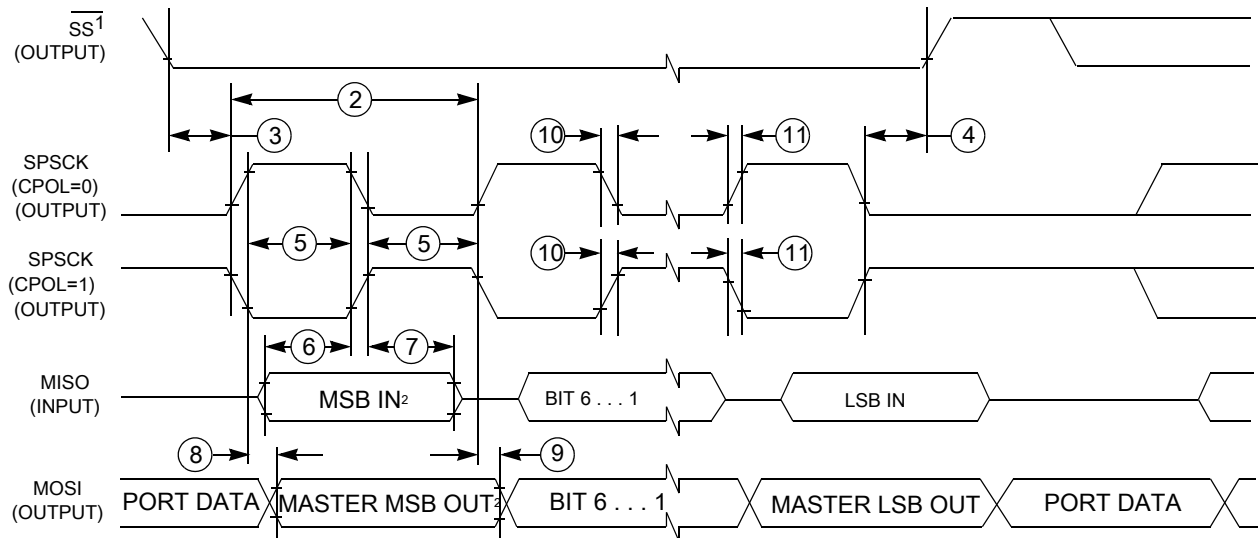 SS1
(OUTPUT)
2
3
10
11
4
SPSCK
(CPOL=0)
(OUTPUT)
5
5
SPSCK
(CPOL=1)
(OUTPUT)
10
11
6
7
MISO
(INPUT)
MSB IN2
BIT 6 . . . 1
LSB IN
8
9
MOSI
(OUTPUT)
PORT DATA
MASTER MSB OUT2
BIT 6 . . . 1
MASTER LSB OUT
PORT DATA